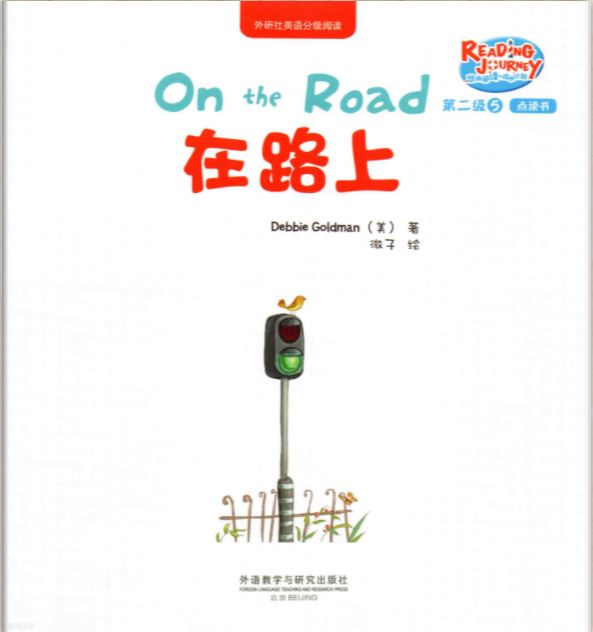 外研社英语分级阅读
READING
JOURNEY
On the Road
第二级 5 点读书
在路上
Debbie Goldman（美） 著
微子 绘
外语教学与研究出版社
FOREIGN LANGUAGE TEACHING AND RESEARCH PRESS
北京 BEIJING